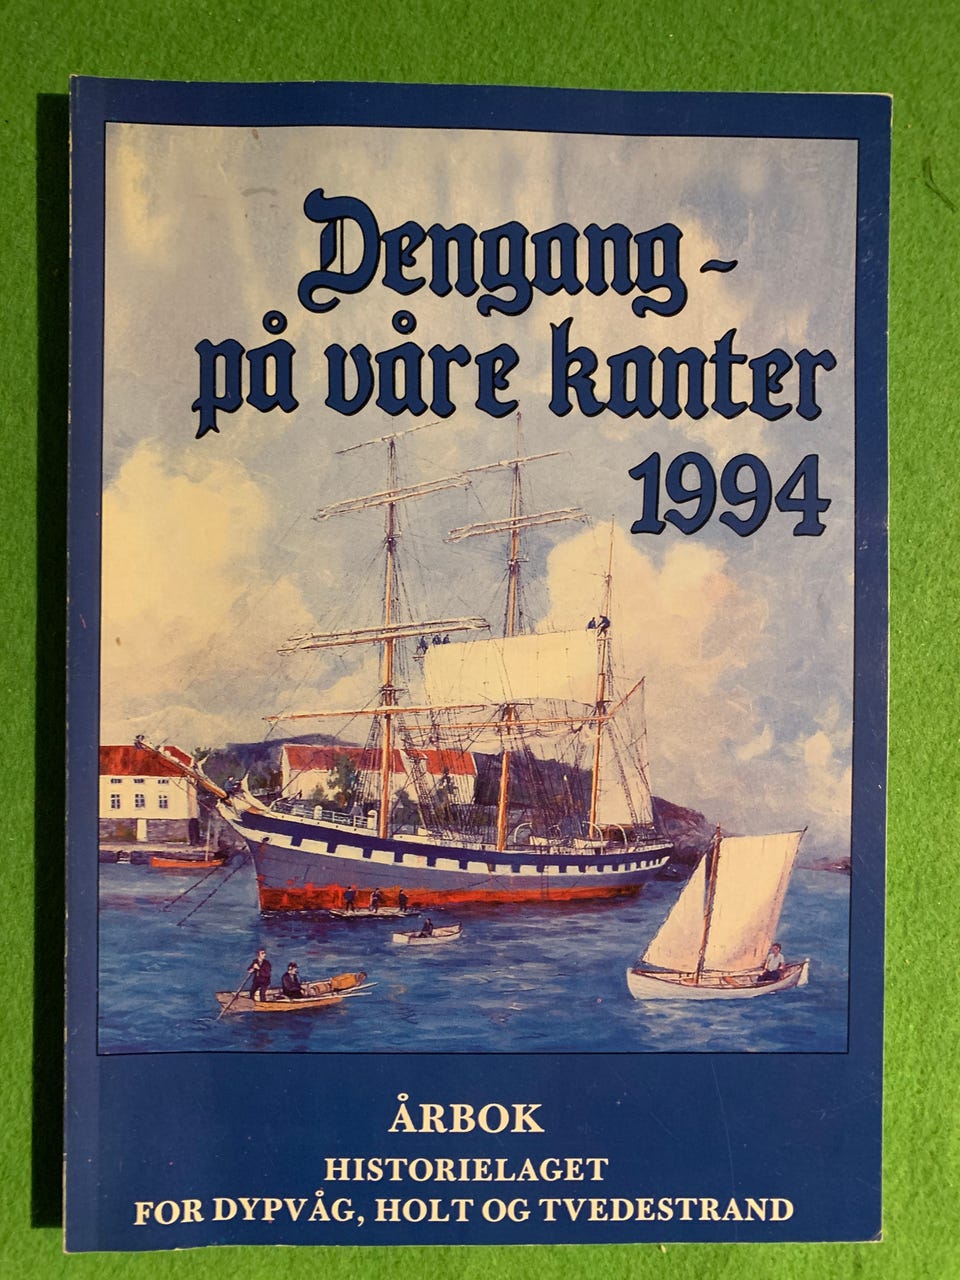 Dengang -
på våre kanter
1994
ÅRBOK
HISTORIELAGET
FOR DYPVÅG, HOLT OG TVEDESTRAND